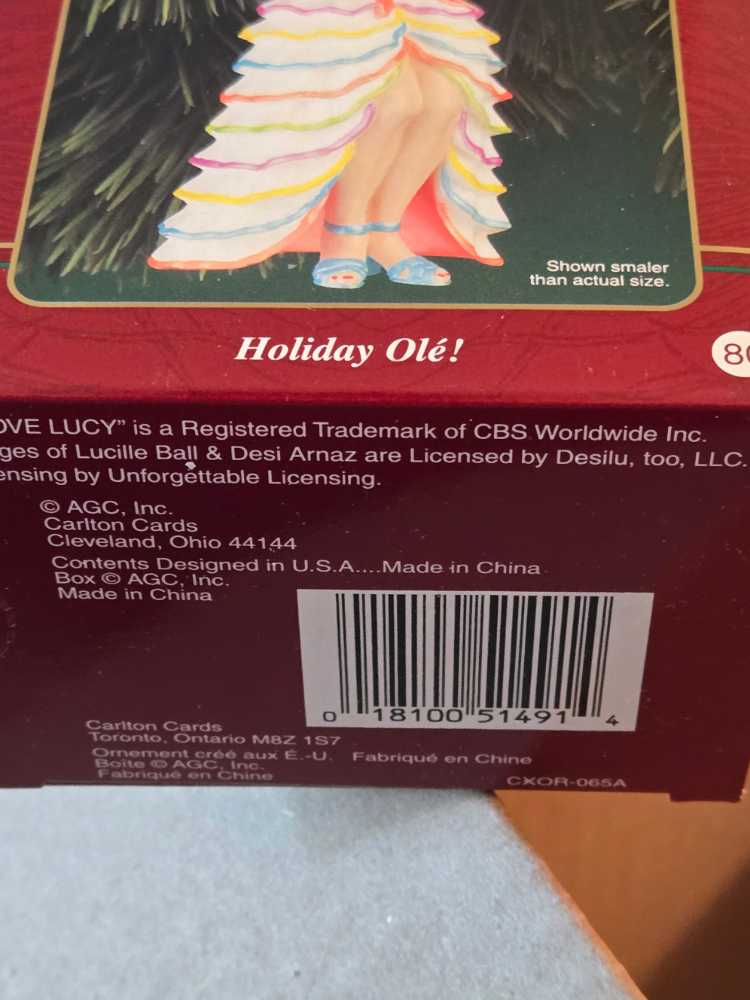 Shown smaler
than actual size.
Holiday Olé!
80
OVE LUCY" is a Registered Trademark of CBS Worldwide Inc.
ges of Lucille Ball & Desi Arnaz are Licensed by Desilu, too, LLC.
ensing by Unforgettable Licensing.
© AGC, Inc.
Carlton Cards
Cleveland, Ohio 44144
Contents Designed in U.S.A....Made in China
Box © AGC, Inc.
Made in China
0 18100 51491 4
Carlton Cards
Toronto, Ontario M8Z 1S7
Ornement créé aux É.-U. Fabriqué en Chine
Boîte © AGC, Inc.
Fabriqué en Chine
CXOR-065A